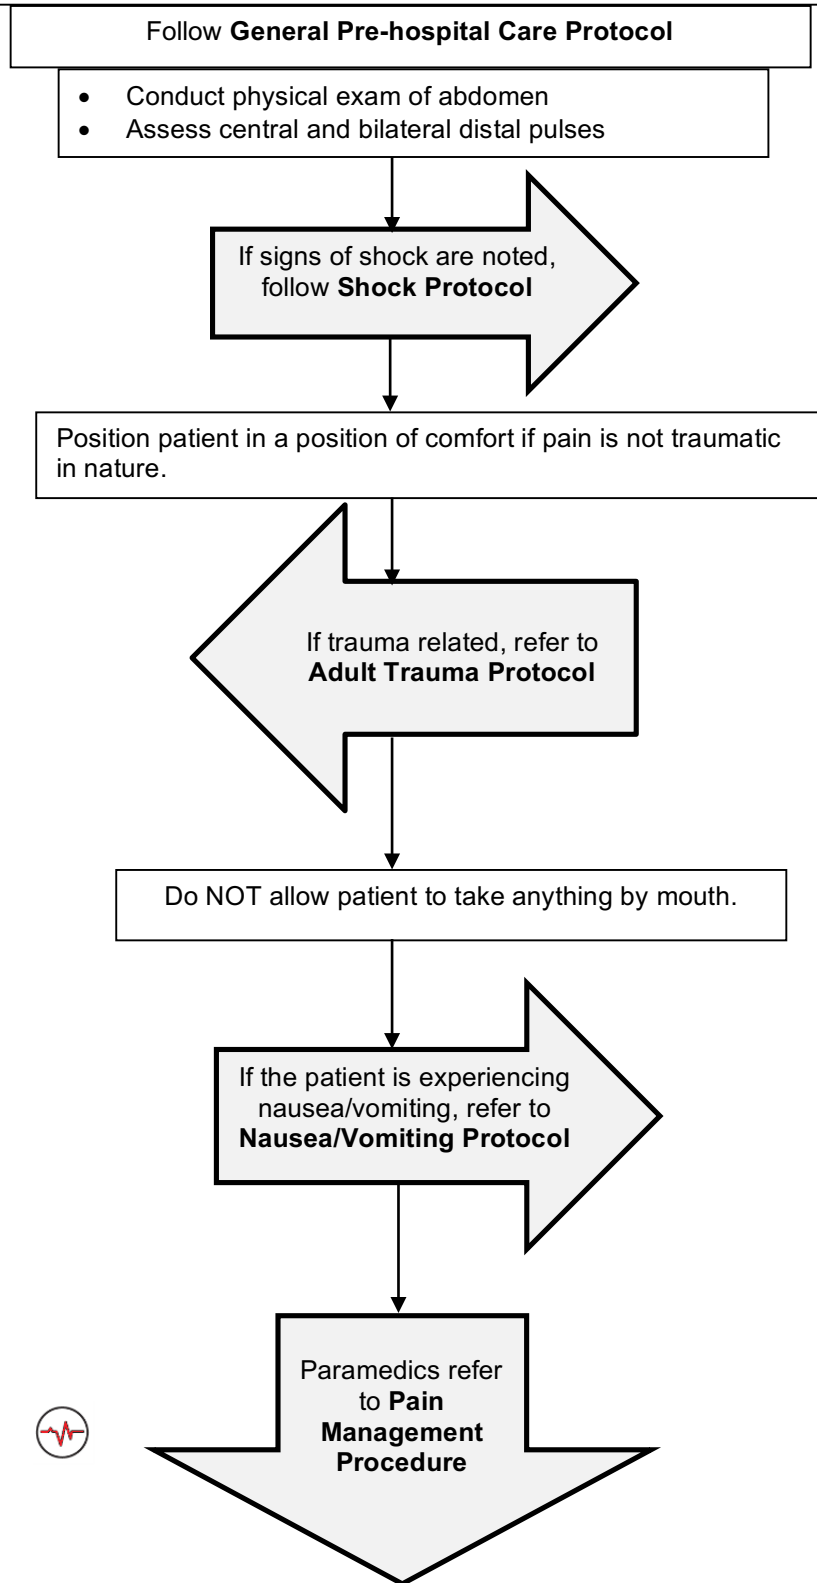 Follow General Pre-hospital Care Protocol
• Conduct physical exam of abdomen
• Assess central and bilateral distal pulses
If signs of shock are noted,
follow Shock Protocol
Position patient in a position of comfort if pain is not traumatic
in nature.
If trauma related, refer to
Adult Trauma Protocol
Do NOT allow patient to take anything by mouth.
If the patient is experiencing
nausea/vomiting, refer to
Nausea/Vomiting Protocol
Paramedics refer
to Pain
Management
Procedure